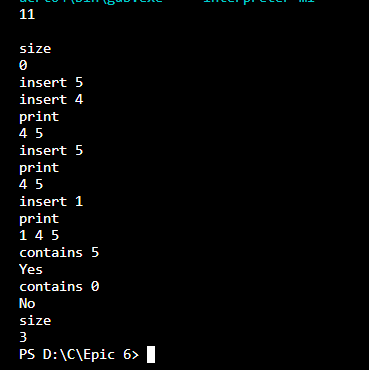 11
size
0
insert 5
insert 4
print
4 5
insert 5
print
4 5
insert 1
print
1 4 5
contains 5
Yes
contains 0
No
size
3
PS D:\C\Epic 6>